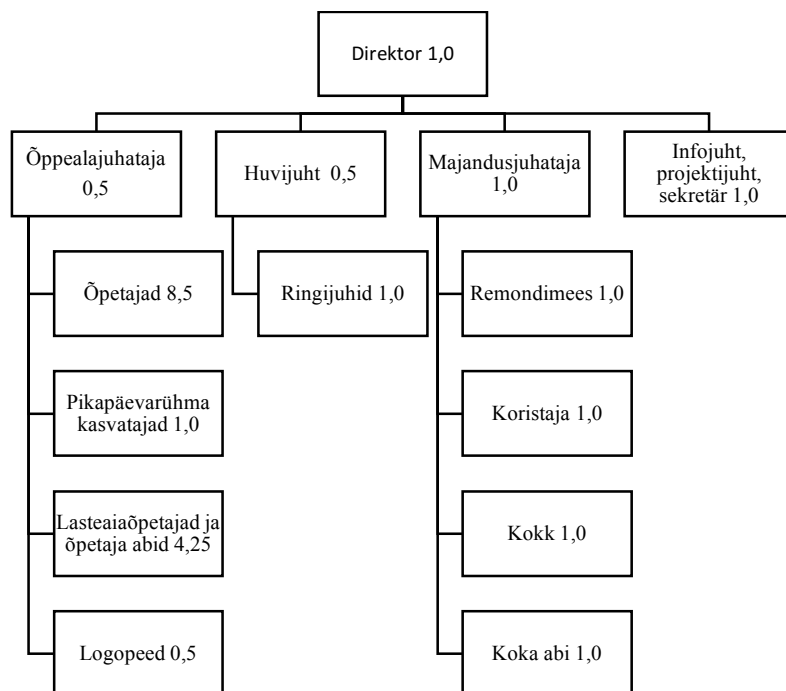 Direktor 1,0
Õppealajuhataja
0,5
Huvijuht 0,5
Majandusjuhataja
1,0
Infojuht,
projektijuht,
sekretär 1,0
Õpetajad 8,5
Ringijuhid 1,0
Remondimees 1,0
Pikapäevarühma
kasvatajad 1,0
Koristaja 1,0
Lasteaiaõpetajad ja
õpetaja abid 4,25
Kokk 1,0
Logopeed 0,5
Koka abi 1,0